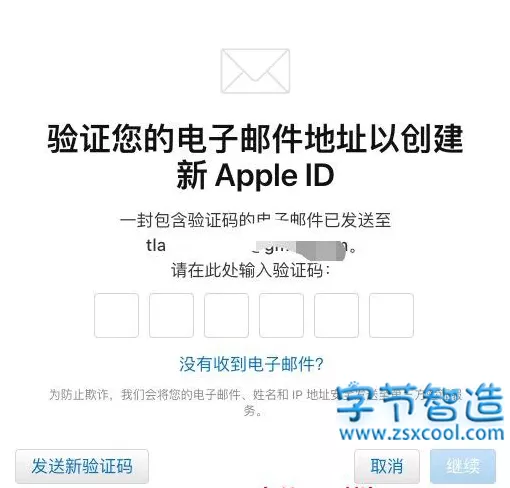 验证您的电子邮件地址以创建
新 Apple ID
一封包含验证码的电子邮件已发送至
tla
请在此处输入验证码：
没有收到电子邮件？
为防止欺诈，我们会将您的电子邮件、姓名和 IP 地址
务。
字节智造
www.zsxcool.com
发送新验证码
取消
继续